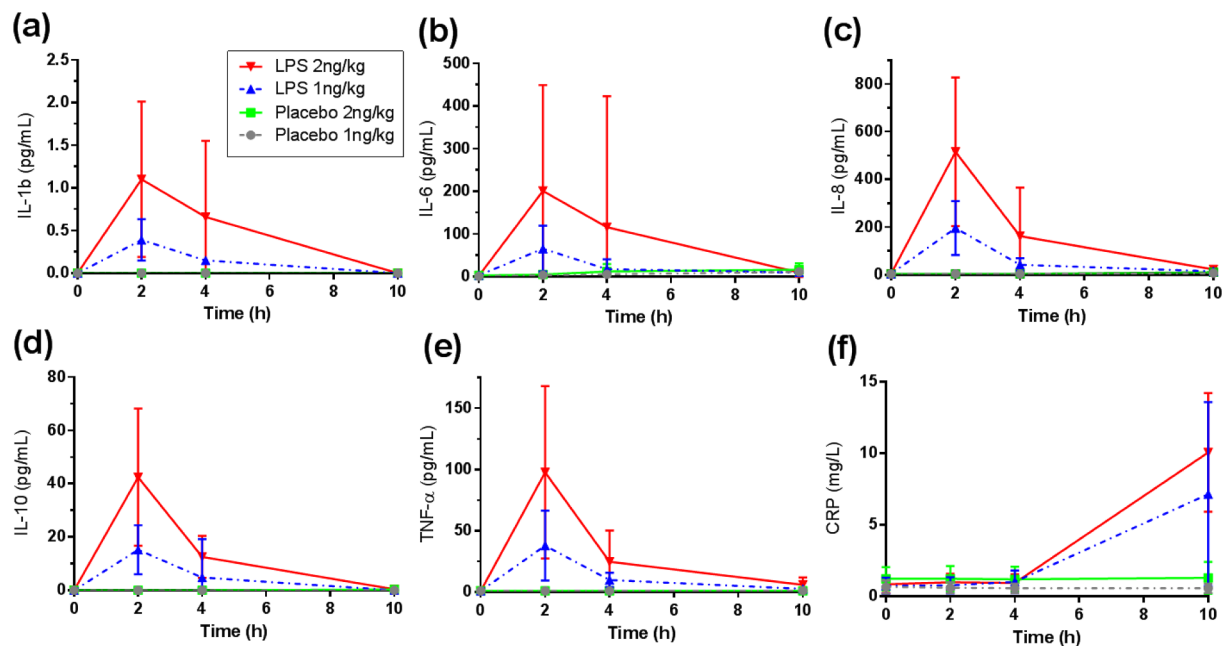 (a)
IL-1b (pg/mL)
2.5
2.0
1.5
1.0
0.5
0.0
0 2 4 6 8 10
Time (h)
LPS 2ng/kg
LPS 1ng/kg
Placebo 2ng/kg
Placebo 1ng/kg
(b)
IL-6 (pg/mL)
500
400
300
200
100
0
0 2 4 6 8 10
Time (h)
(c)
IL-8 (pg/mL)
800
600
400
200
0
0 2 4 6 8 10
Time (h)
(d)
IL-10 (pg/mL)
80
60
40
20
0
0 2 4 6 8 10
Time (h)
(e)
TNF-α (pg/mL)
150
100
50
0
0 2 4 6 8 10
Time (h)
(f)
CRP (mg/L)
15
10
5
0
0 2 4 6 8 10
Time (h)